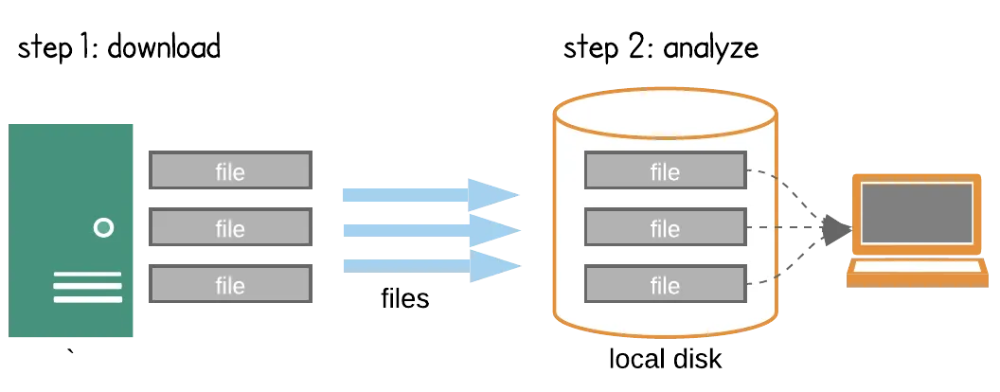 step 1: download
step 2: analyze
file
file
file
files
`
file
file
file
local disk